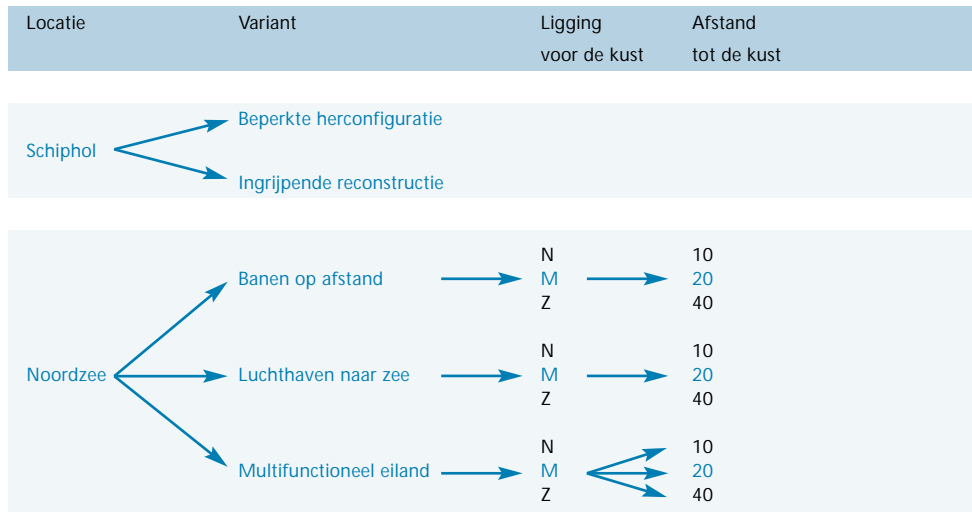 Locatie Variant Ligging Afstand
voor de kust tot de kust
Beperkte herconfiguratie
Schiphol
Ingrijpende reconstructie
N 10
Banen op afstand M 20
Z 40
N 10
Noordzee Luchthaven naar zee M 20
Z 40
N 10
Multifunctioneel eiland M 20
Z 40